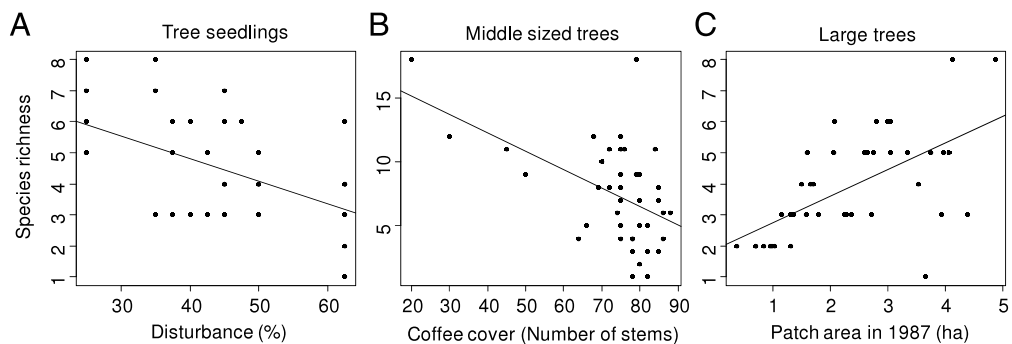 A
Tree seedlings
Species richness
8
7
6
5
4
3
2
1
30 40 50 60
Disturbance (%)
B
Middle sized trees
15
10
5
20 30 40 50 60 70 80 90
Coffee cover (Number of stems)
C
Large trees
8
7
6
5
4
3
2
1
1 2 3 4 5
Patch area in 1987 (ha)